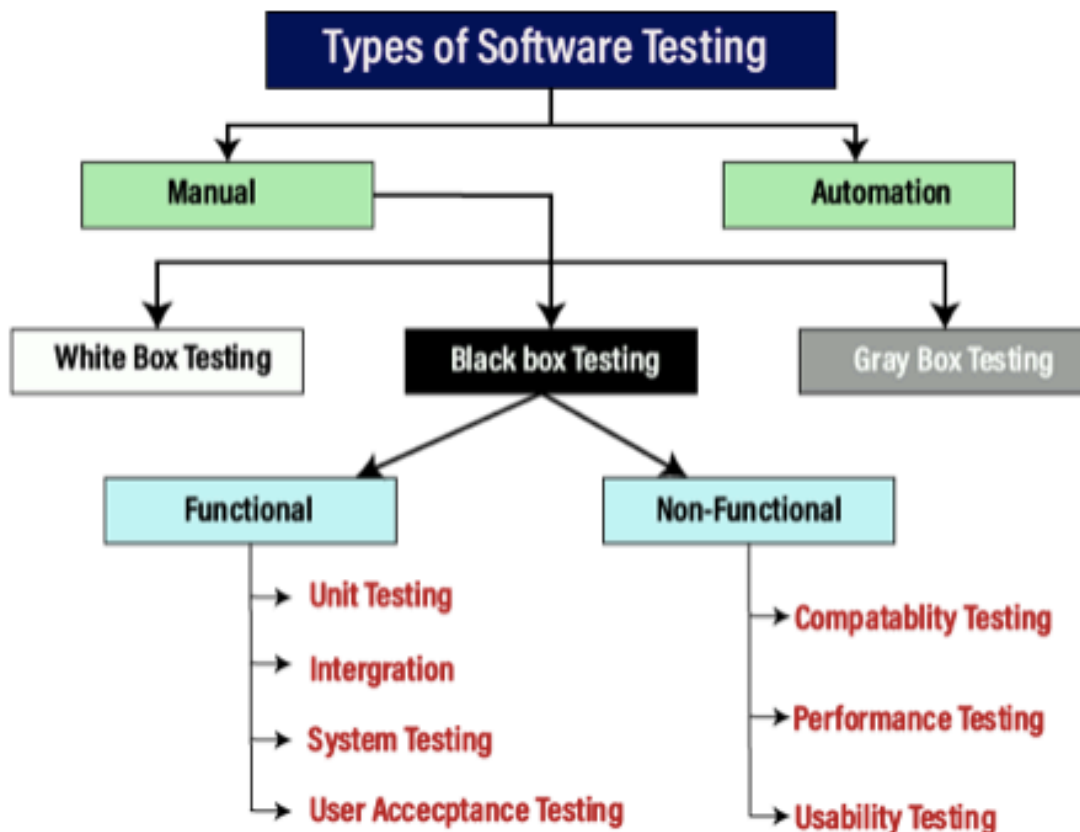 Types of Software Testing
Manual
Automation
White Box Testing
Black box Testing
Gray Box Testing
Functional
Non-Functional
Unit Testing
Intergration
System Testing
User Accecptance Testing
Compatablity Testing
Performance Testing
Usability Testing